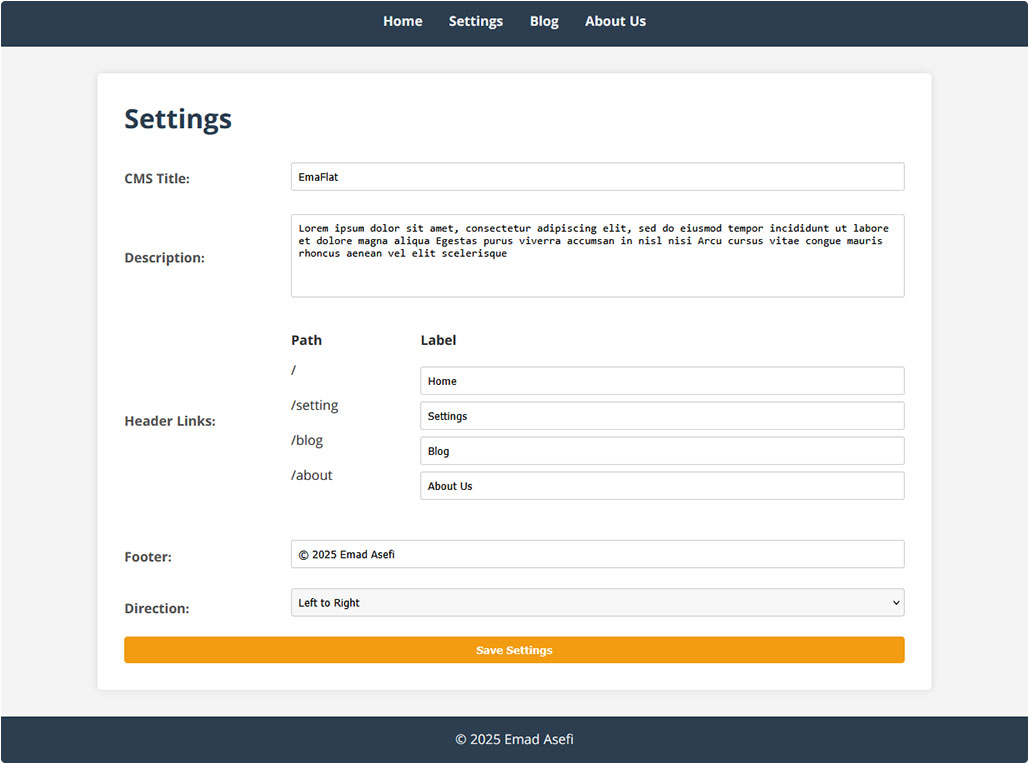 Home Settings Blog About Us
Settings
CMS Title: EmaFlat
Description:
Lorem ipsum dolor sit amet, consectetur adipiscing elit, sed do eiusmod tempor incididunt ut labore
et dolore magna aliqua Egestas purus viverra accumsan in nisl nisi Arcu cursus vitae congue mauris
rhoncus aenean vel elit scelerisque
Header Links:
Path Label
/ Home
/setting Settings
/blog Blog
/about About Us
Footer: © 2025 Emad Asefi
Direction: Left to Right
Save Settings
© 2025 Emad Asefi